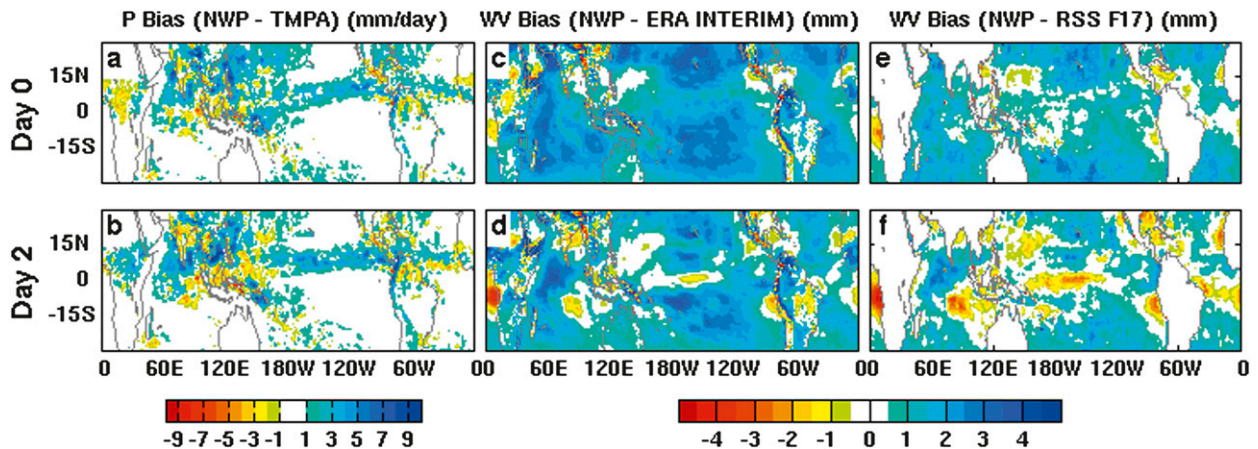 P Bias (NWP - TMPA) (mm/day)
WV Bias (NWP - ERA INTERIM) (mm)
WV Bias (NWP - RSS F17) (mm)
Day 0
15N
0
-15S
a
c
e
Day 2
15N
0
-15S
b
d
f
0 60E 120E 180W 120W 60W 00 60E 120E 180W 120W 60W 00 60E 120E 180W 120W 60W 0
-9 -7 -5 -3 -1 1 3 5 7 9
-4 -3 -2 -1 0 1 2 3 4